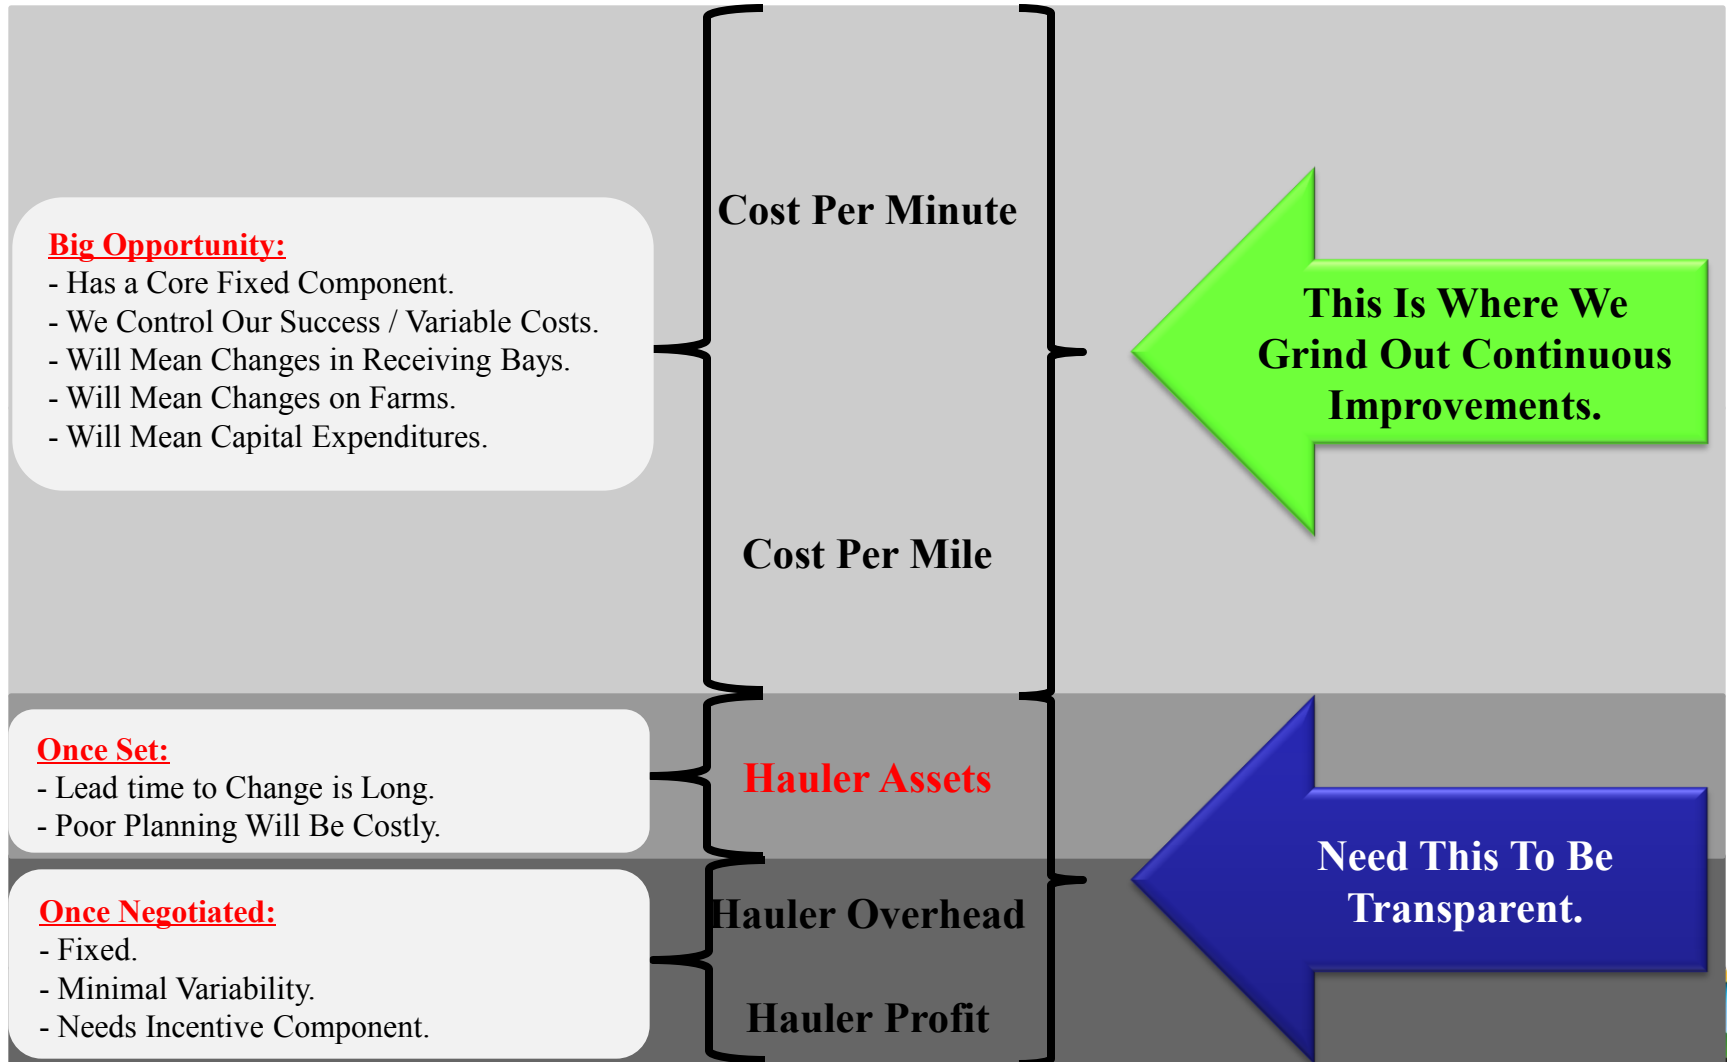 Cost Per Minute
Big Opportunity:
- Has a Core Fixed Component.
- We Control Our Success / Variable Costs.
- Will Mean Changes in Receiving Bays.
- Will Mean Changes on Farms.
- Will Mean Capital Expenditures.
This Is Where We
Grind Out Continuous
Improvements.
Cost Per Mile
Once Set:
- Lead time to Change is Long.
- Poor Planning Will Be Costly.
Hauler Assets
Need This To Be
Transparent.
Once Negotiated:
- Fixed.
- Minimal Variability.
- Needs Incentive Component.
Hauler Overhead
Hauler Profit